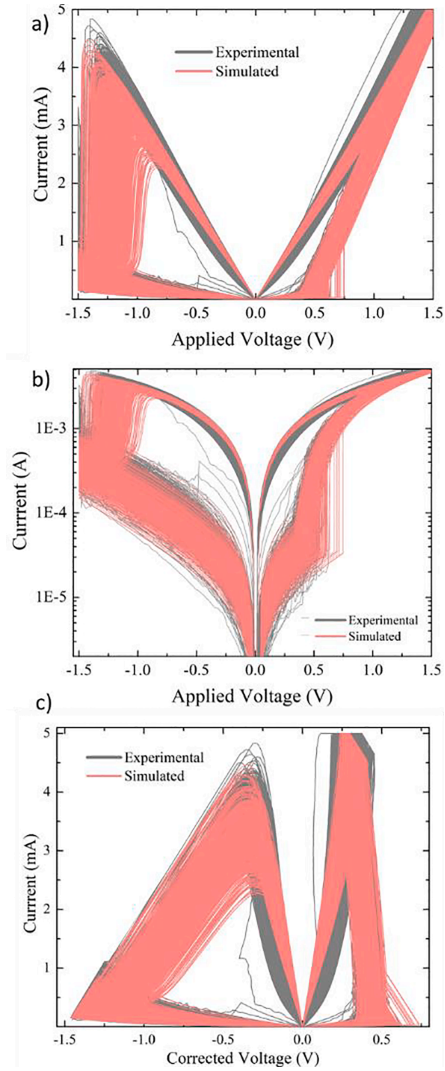 a)
5
4
3
2
1
Currrent (mA)
Experimental
Simulated
-1.5 -1.0 -0.5 0.0 0.5 1.0 1.5
Applied Voltage (V)
b)
1E-3
1E-4
1E-5
Currrent (A)
Experimental
Simulated
-1.5 -1.0 -0.5 0.0 0.5 1.0 1.5
Applied Voltage (V)
c)
5
4
3
2
1
Currrent (mA)
Experimental
Simulated
-1.5 -1.0 -0.5 0.0 0.5
Corrected Voltage (V)